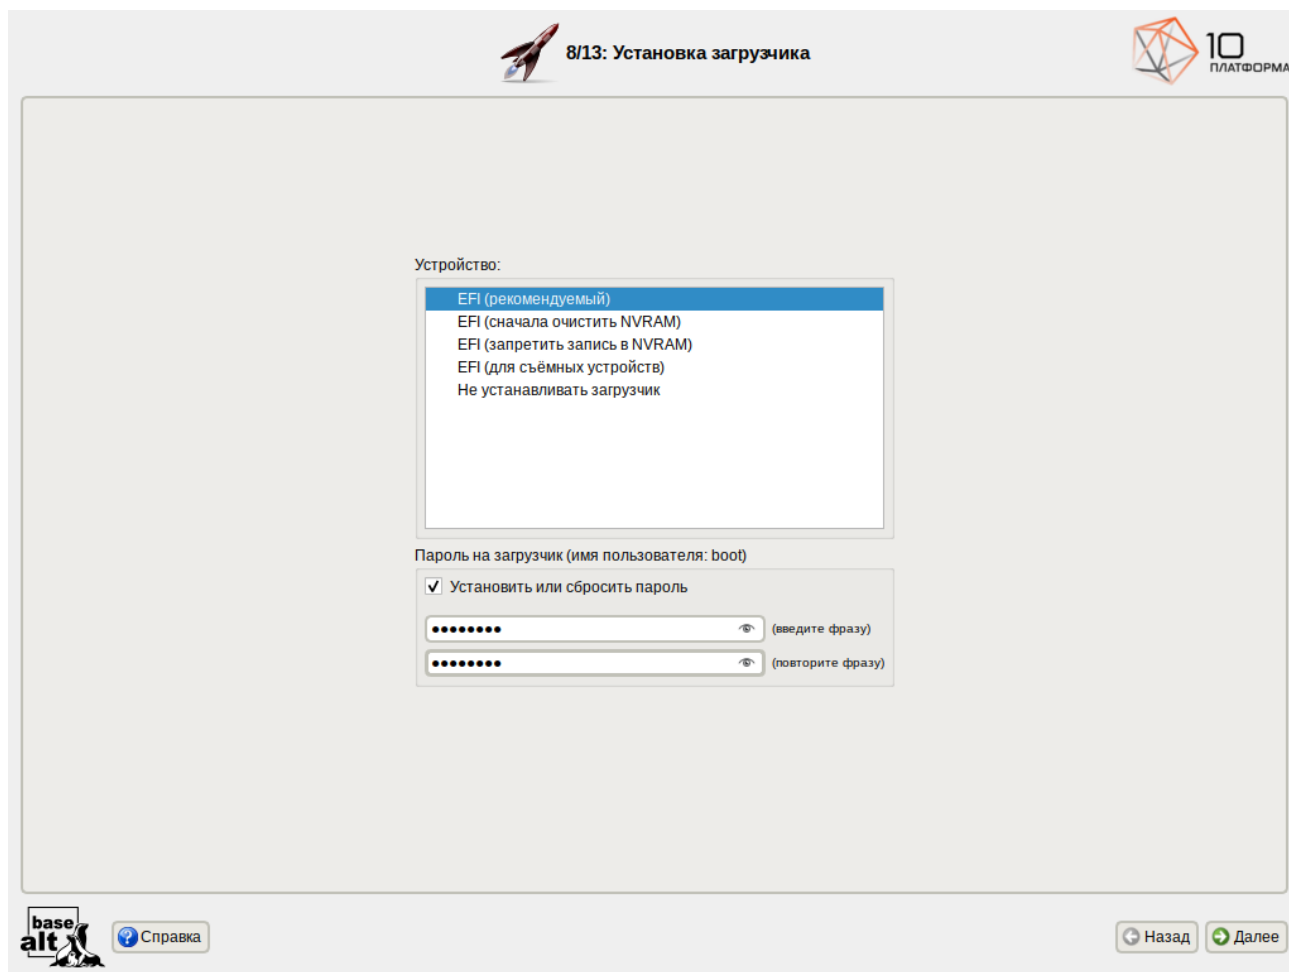 8/13: Установка загрузчика
10
ПЛАТФОРМА
Устройство:
EFI (рекомендуемый)
EFI (сначала очистить NVRAM)
EFI (запретить запись в NVRAM)
EFI (для съёмных устройств)
Не устанавливать загрузчик
Пароль на загрузчик (имя пользователя: boot)
Установить или сбросить пароль
•••••••• (введите фразу)
•••••••• (повторите фразу)
base
alt
Справка
Назад
Далее